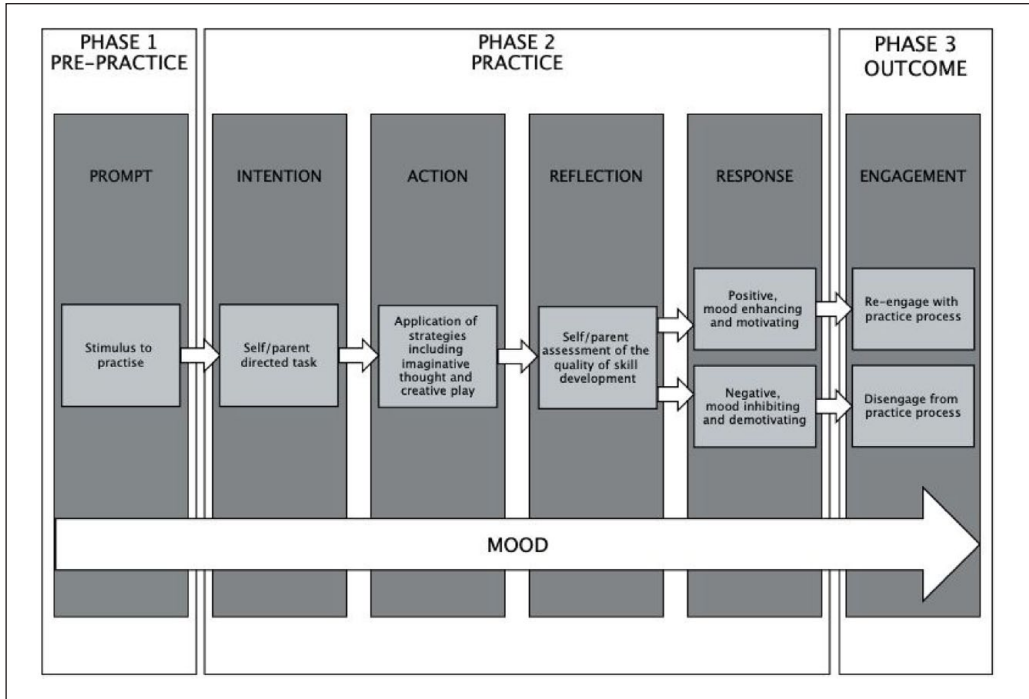 PHASE 1
PRE-PRACTICE
PHASE 2
PRACTICE
PHASE 3
OUTCOME
PROMPT
INTENTION
ACTION
REFLECTION
RESPONSE
ENGAGEMENT
Stimulus to
practise
Self/parent
directed task
Application of
strategies
including
imaginative
thought and
creative play
Self/parent
assessment of the
quality of skill
development
Positive,
mood enhancing
and motivating
Negative,
mood inhibiting
and demotivating
Re-engage with
practice process
Disengage from
practice process
MOOD